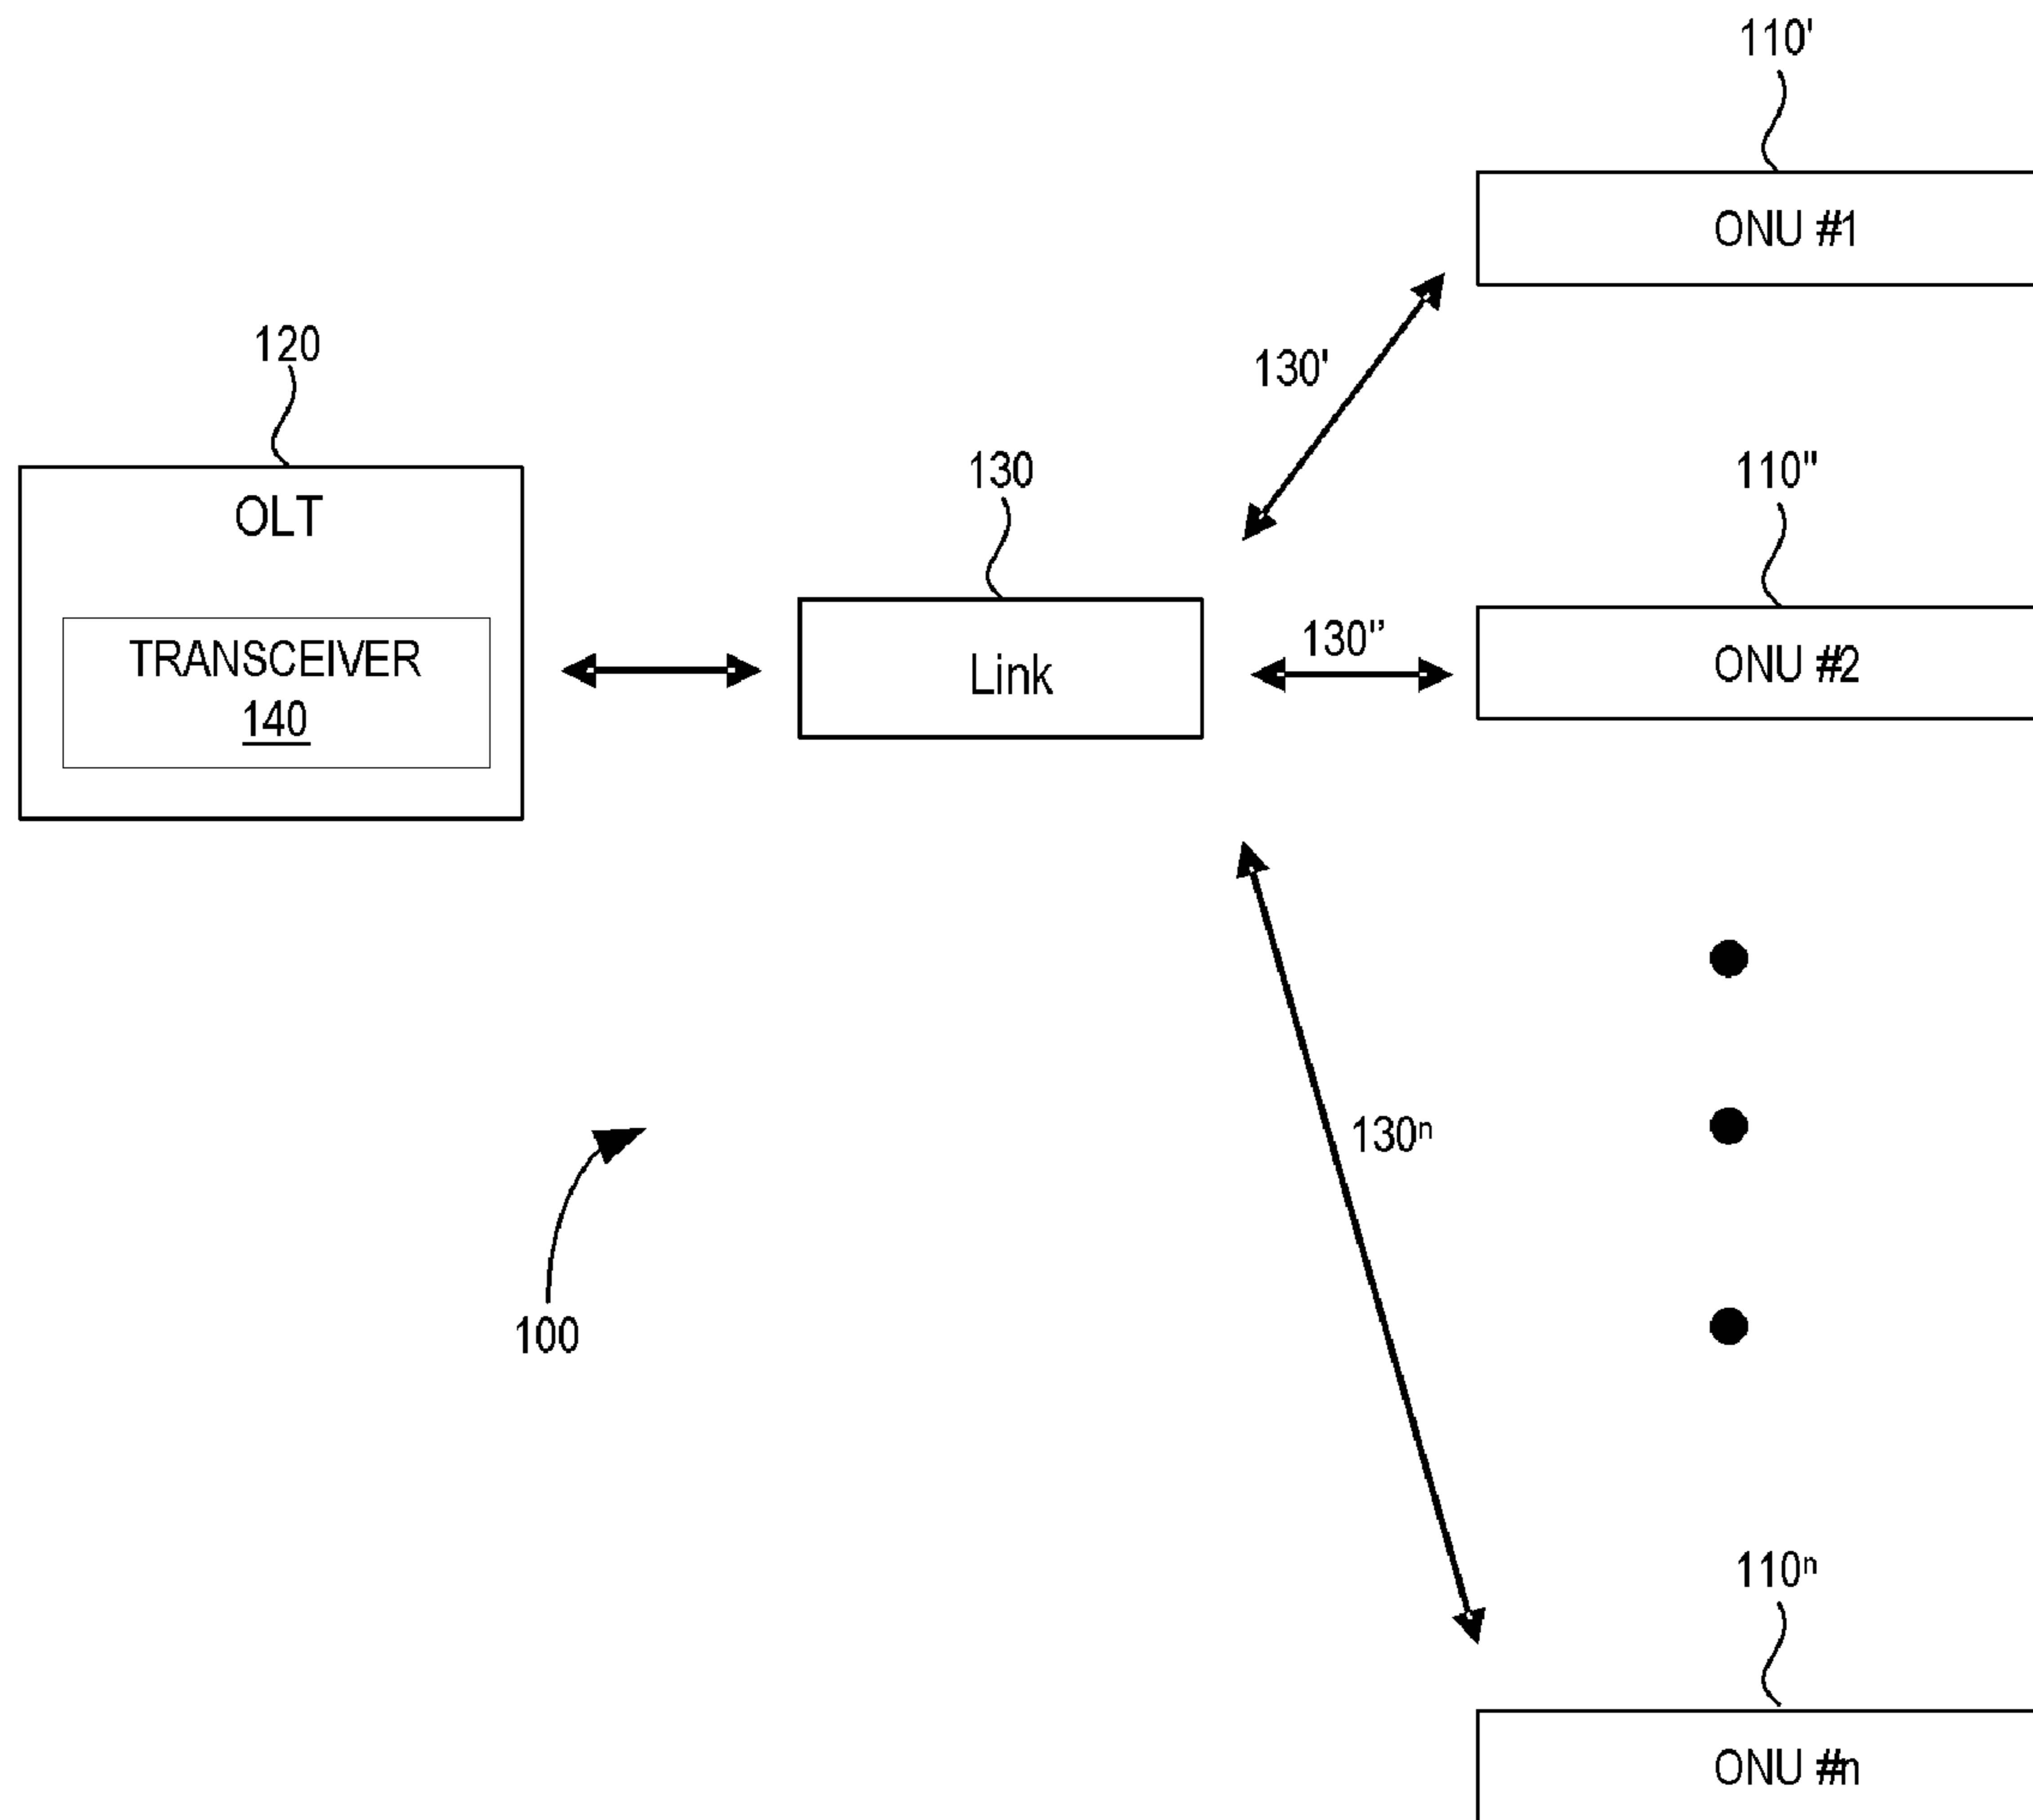 110'
ONU #1
120
130'
OLT
130
110"
TRANSCEIVER
140
Link
130''
ONU #2
130ⁿ
100
110ⁿ
ONU #n